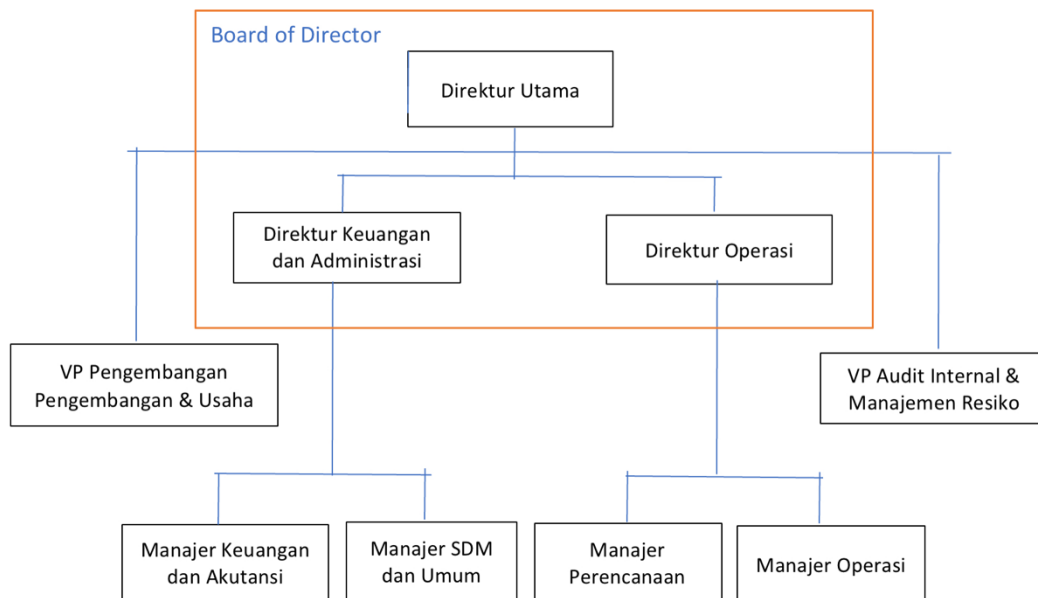 Board of Director
Direktur Utama
Direktur Keuangan
dan Administrasi
Direktur Operasi
VP Pengembangan
Pengembangan & Usaha
VP Audit Internal &
Manajemen Resiko
Manajer Keuangan
dan Akutansi
Manajer SDM
dan Umum
Manajer
Perencanaan
Manajer Operasi